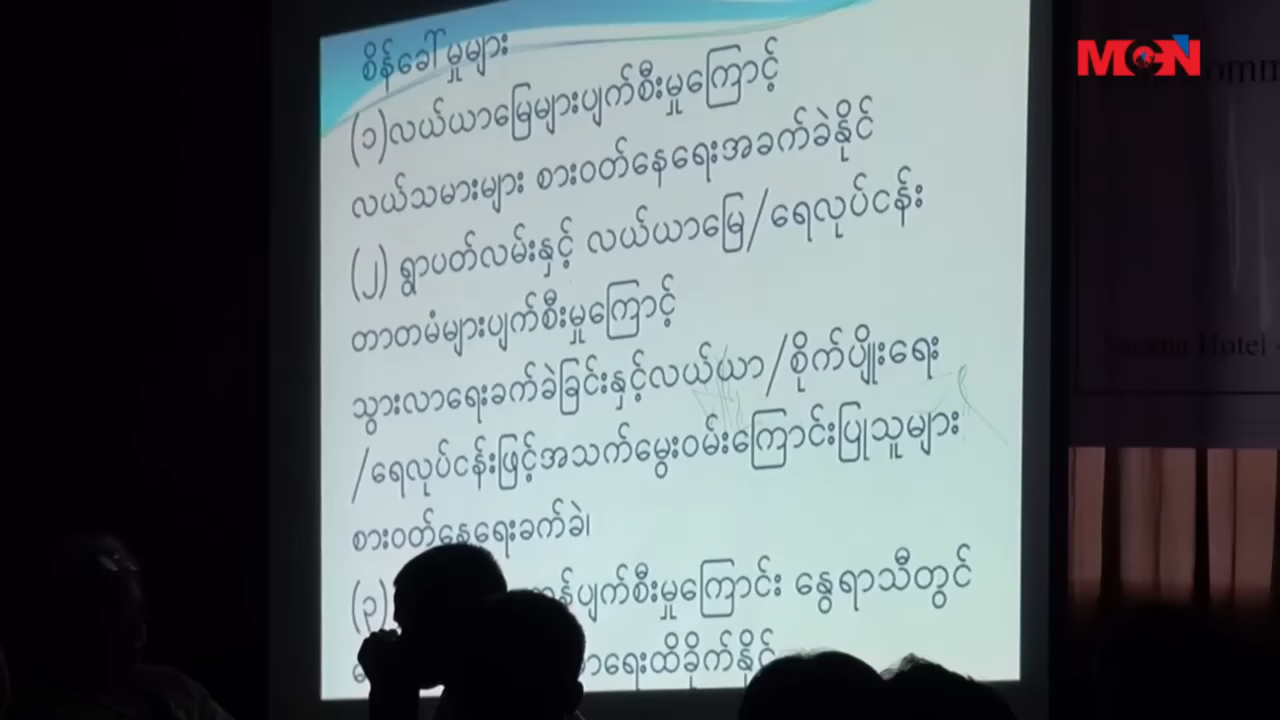 MGN
စိန်ခေါ်မှုများ
(၁)လယ်ယာမြေများပျက်စီးမှုကြောင့်
လယ်သမားများ စားဝတ်နေရေးအခက်ခဲနိုင်
(၂) ရွာပတ်လမ်းနှင့် လယ်ယာမြေ/ရေလုပ်ငန်း
တာတမံများပျက်စီးမှုကြောင့်
သွားလာရေးခက်ခဲခြင်းနှင့်လယ်ယာ/စိုက်ပျိုးရေး
/ရေလုပ်ငန်းဖြင့်အသက်မွေးဝမ်းကြောင်းပြုသူများ
စားဝတ်နေရေးခက်ခဲ၊
(၃) ပျက်စီးမှုကြောင်း နွေရာသီတွင်
ထိခိုက်နိုင်
Hotel